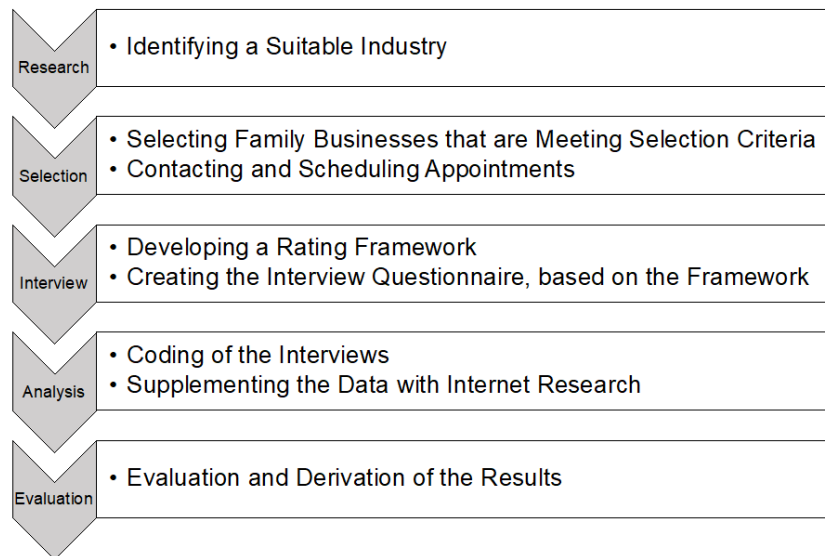 Research
• Identifying a Suitable Industry
Selection
• Selecting Family Businesses that are Meeting Selection Criteria
• Contacting and Scheduling Appointments
Interview
• Developing a Rating Framework
• Creating the Interview Questionnaire, based on the Framework
Analysis
• Coding of the Interviews
• Supplementing the Data with Internet Research
Evaluation
• Evaluation and Derivation of the Results